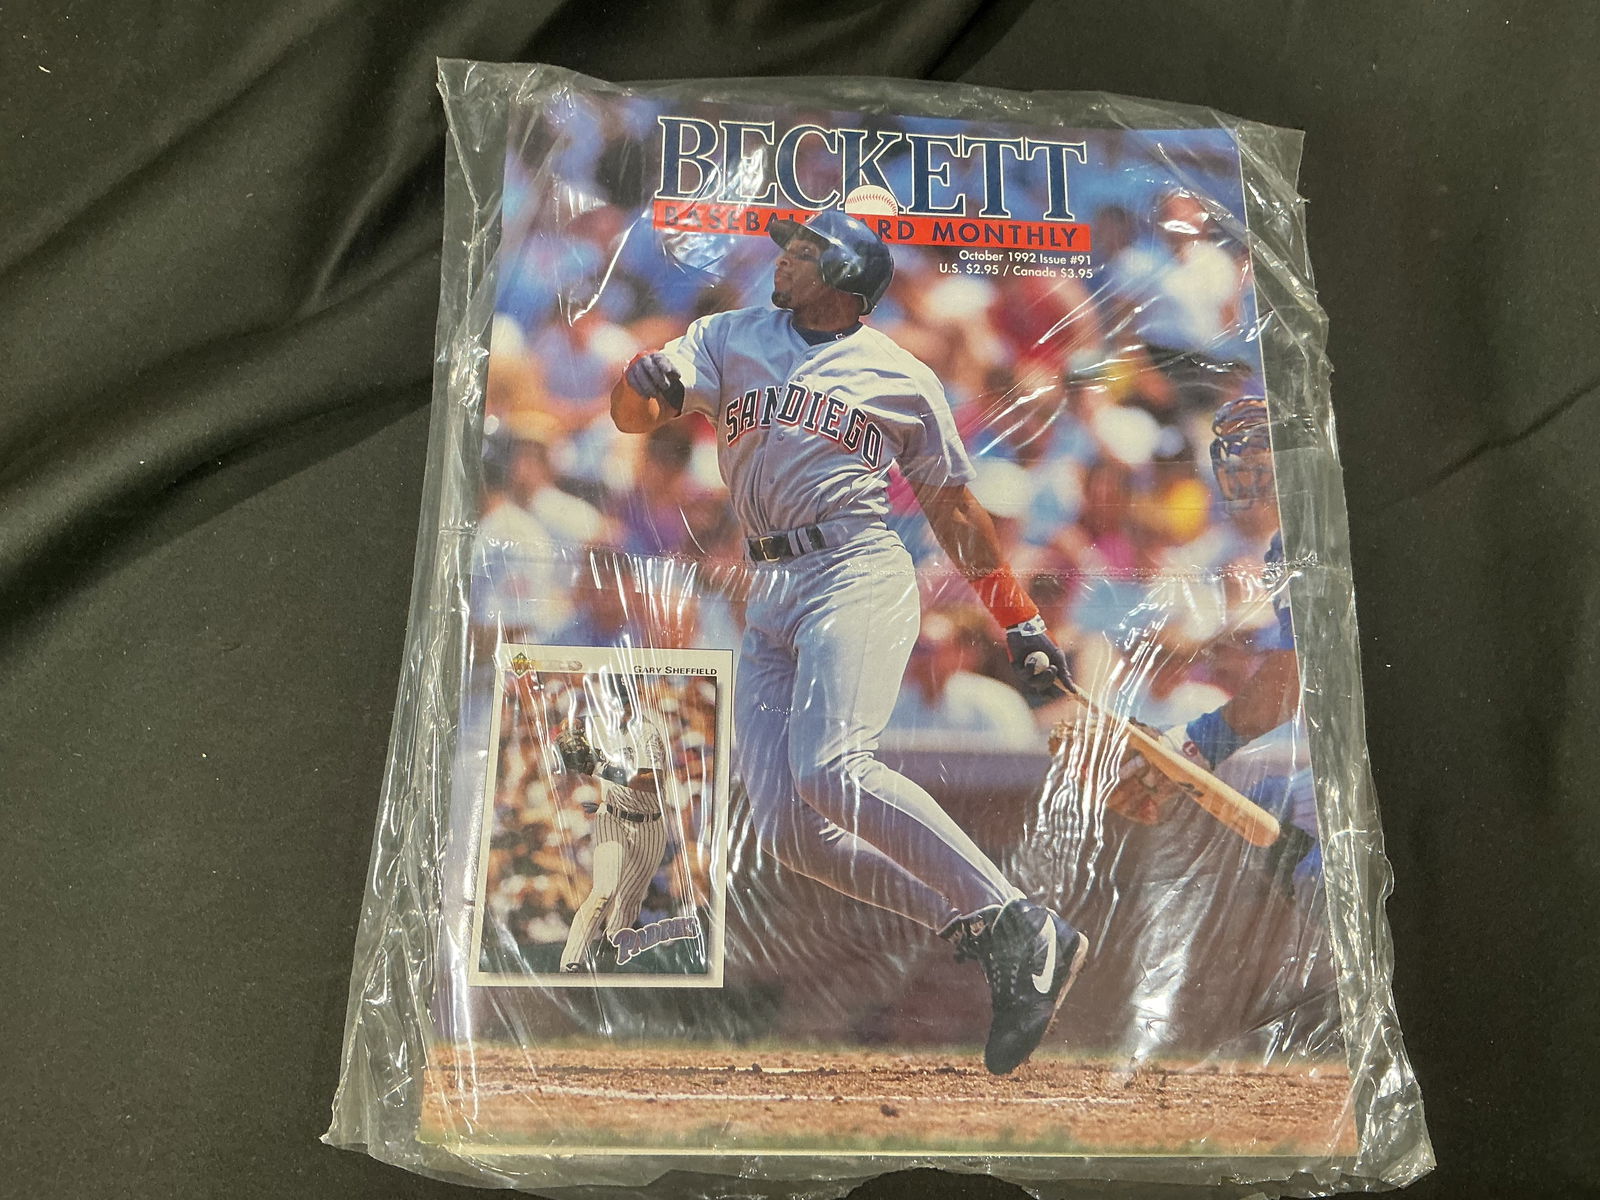 BECKETT
BASEBALL CARD MONTHLY
October 1992 Issue #91
U.S. $2.95 / Canada $3.95
SAN DIEGO
GARY SHEFFIELD
PADRES